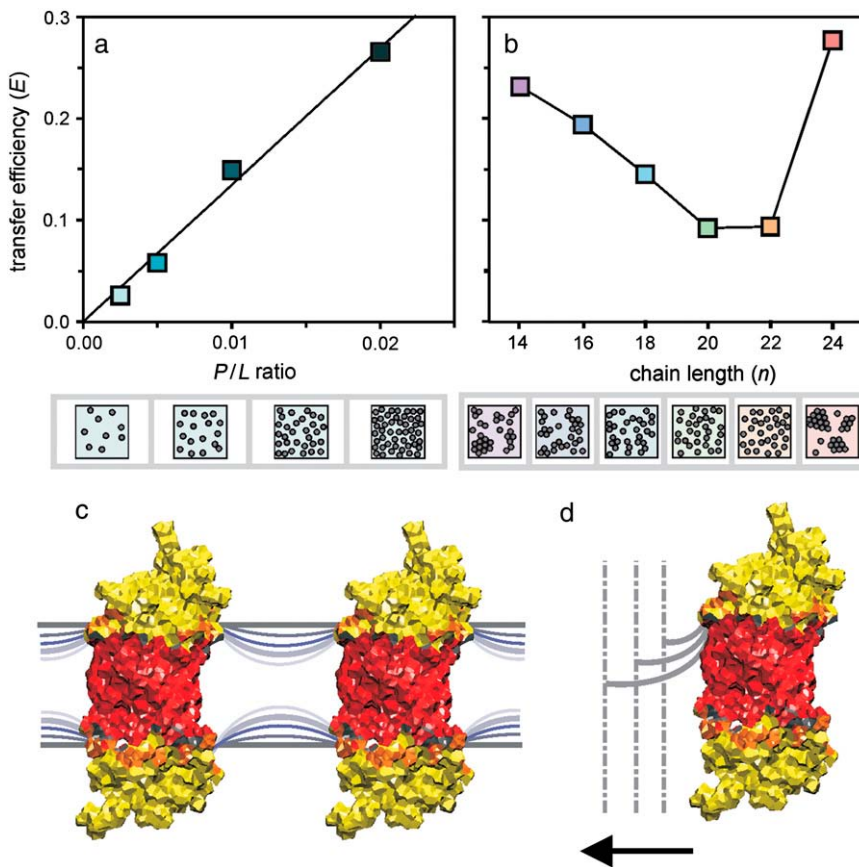 a
b
transfer efficiency (E)
0.3
0.2
0.1
0.0
0.00
0.01
0.02
P/L ratio
14
16
18
20
22
24
chain length (n)
c
d